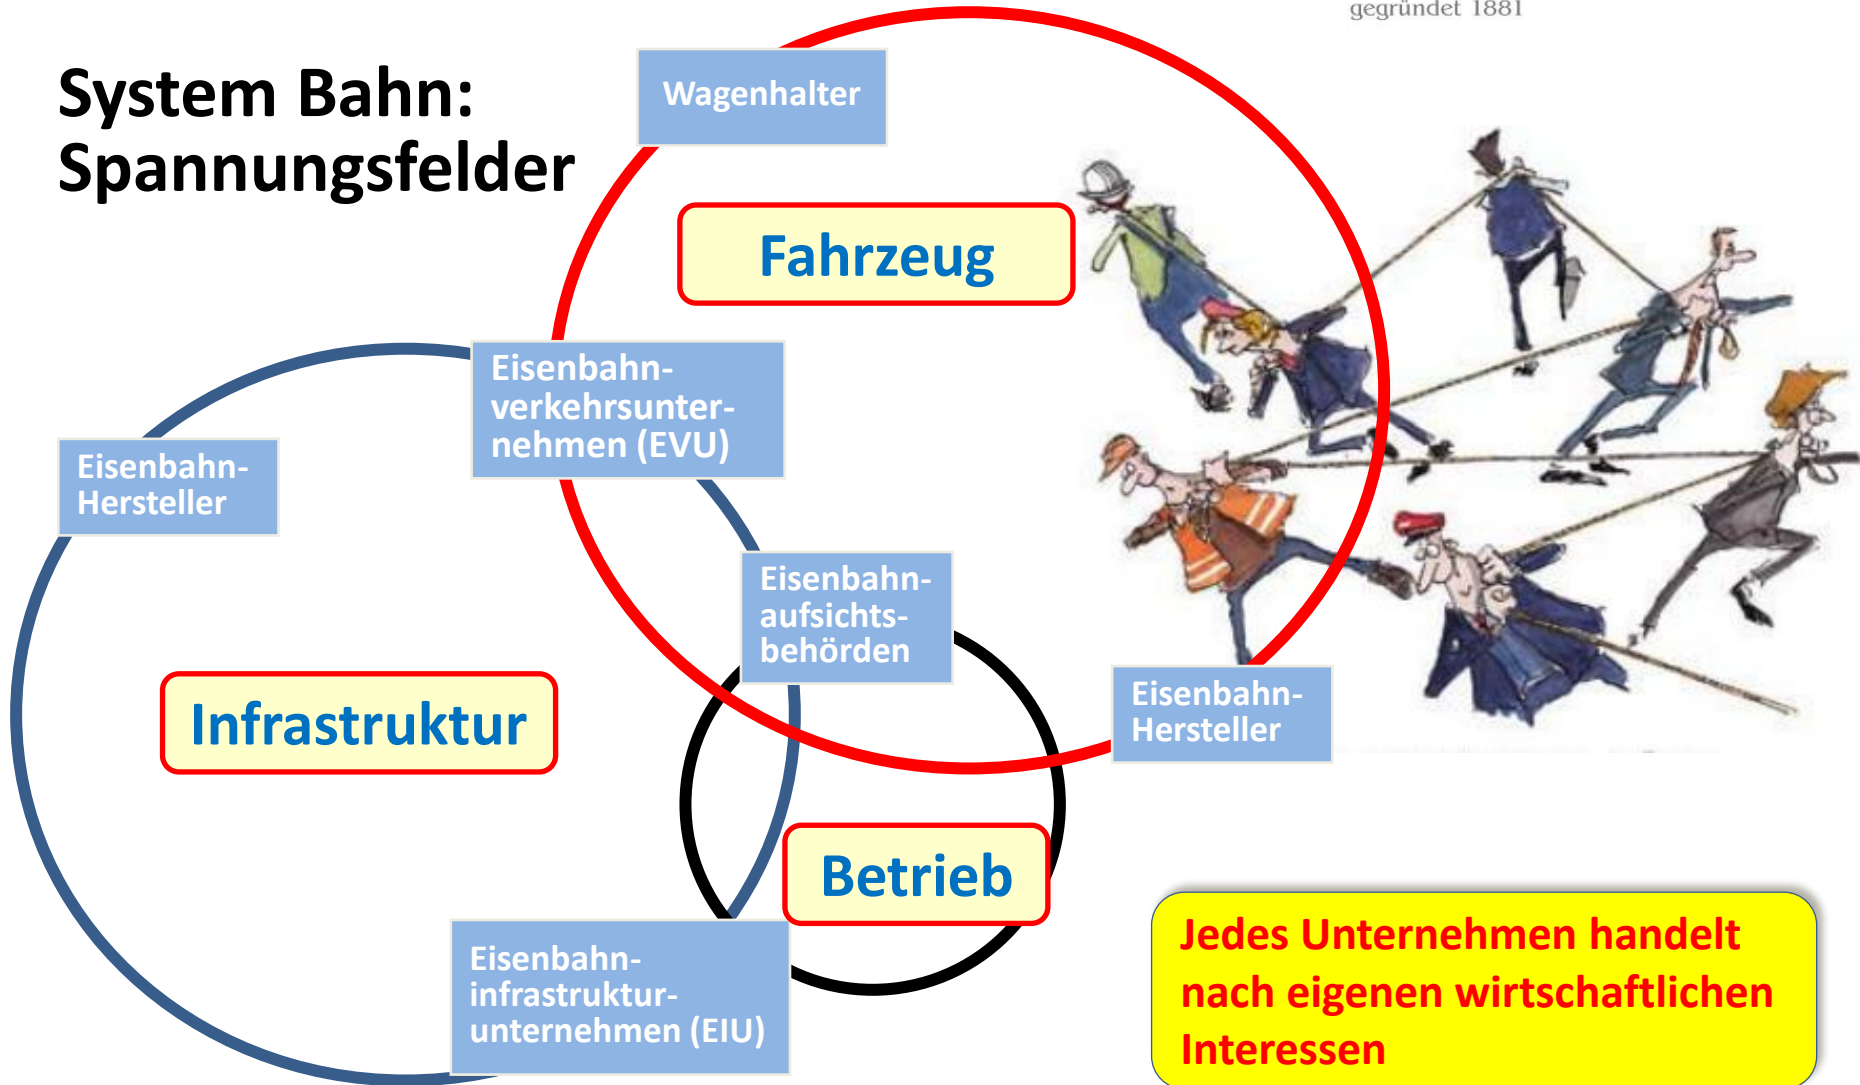 gegründet 1881
System Bahn:
Spannungsfelder
Wagenhalter
Fahrzeug
Eisenbahn-
verkehrsunter-
nehmen (EVU)
Eisenbahn-
Hersteller
Eisenbahn-
aufsichts-
behörden
Infrastruktur
Eisenbahn-
Hersteller
Betrieb
Eisenbahn-
infrastruktur-
unternehmen (EIU)
Jedes Unternehmen handelt
nach eigenen wirtschaftlichen
Interessen